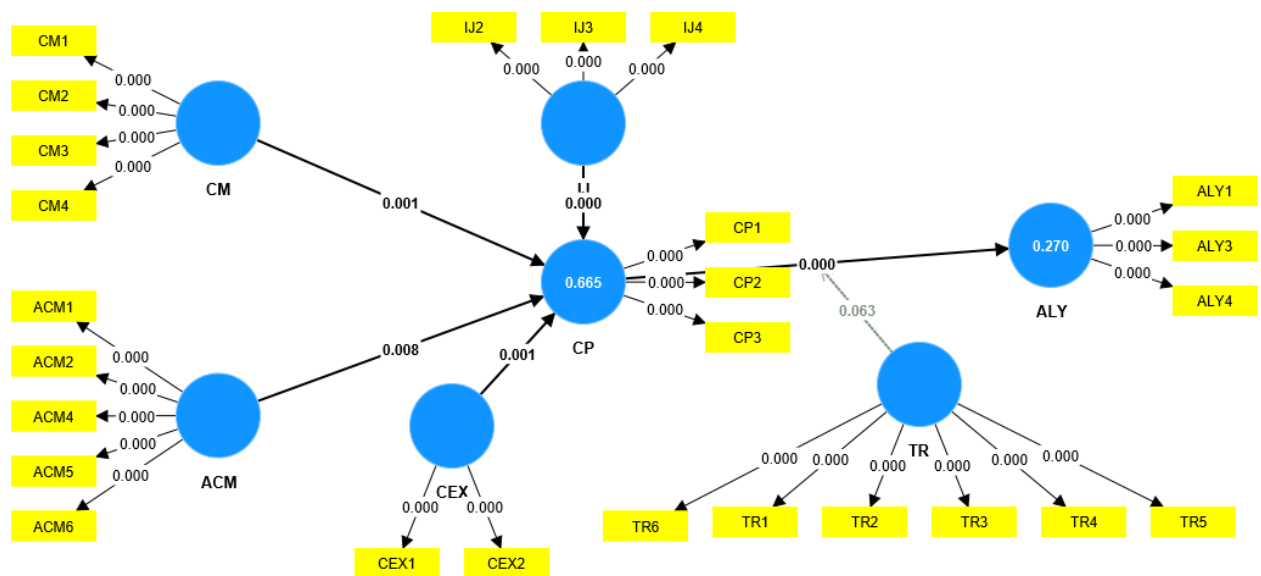 IJ2
IJ3
IJ4
0.000
0.000
0.000
CM1
CM2
CM3
CM4
0.000
0.000
0.000
0.000
CM
0.001
0.000
CP1
CP2
CP3
0.000
0.000
0.000
0.665
CP
0.000
ALY1
ALY3
ALY4
0.000
0.000
0.000
0.270
ALY
0.063
ACM1
ACM2
ACM4
ACM5
ACM6
0.000
0.000
0.000
0.000
0.000
ACM
0.008
0.001
CEX
0.000
0.000
CEX1
CEX2
TR
0.000
0.000
0.000
0.000
0.000
0.000
TR6
TR1
TR2
TR3
TR4
TR5